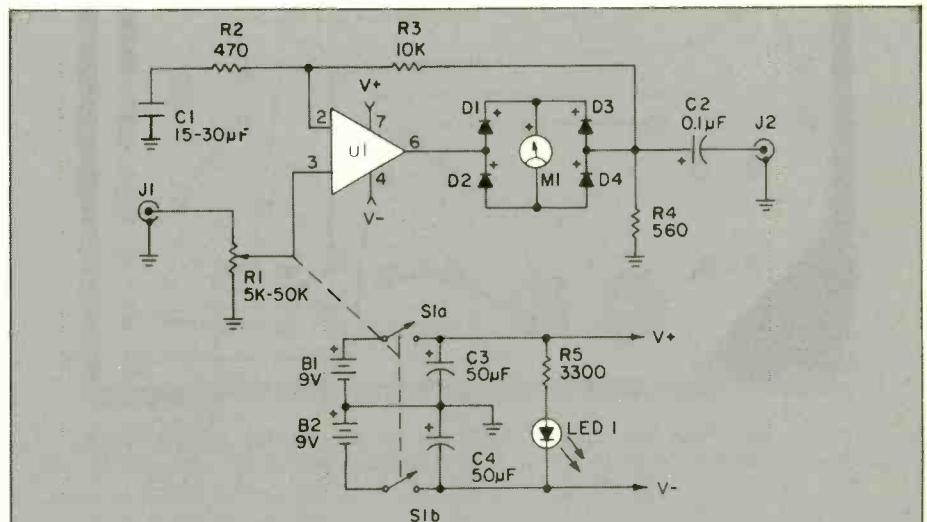 R2
470
R3
10K
C1
15-30µF
V+
2
7
3
U1
6
4
V-
D1
D2
D3
D4
M1
C2
0.1µF
J2
R4
560
J1
R1
5K-50K
S1a
V+
B1
9V
C3
50µF
R5
3300
B2
9V
C4
50µF
LED 1
V-
S1b
+
+
+
+
+
+
+
+
+
+